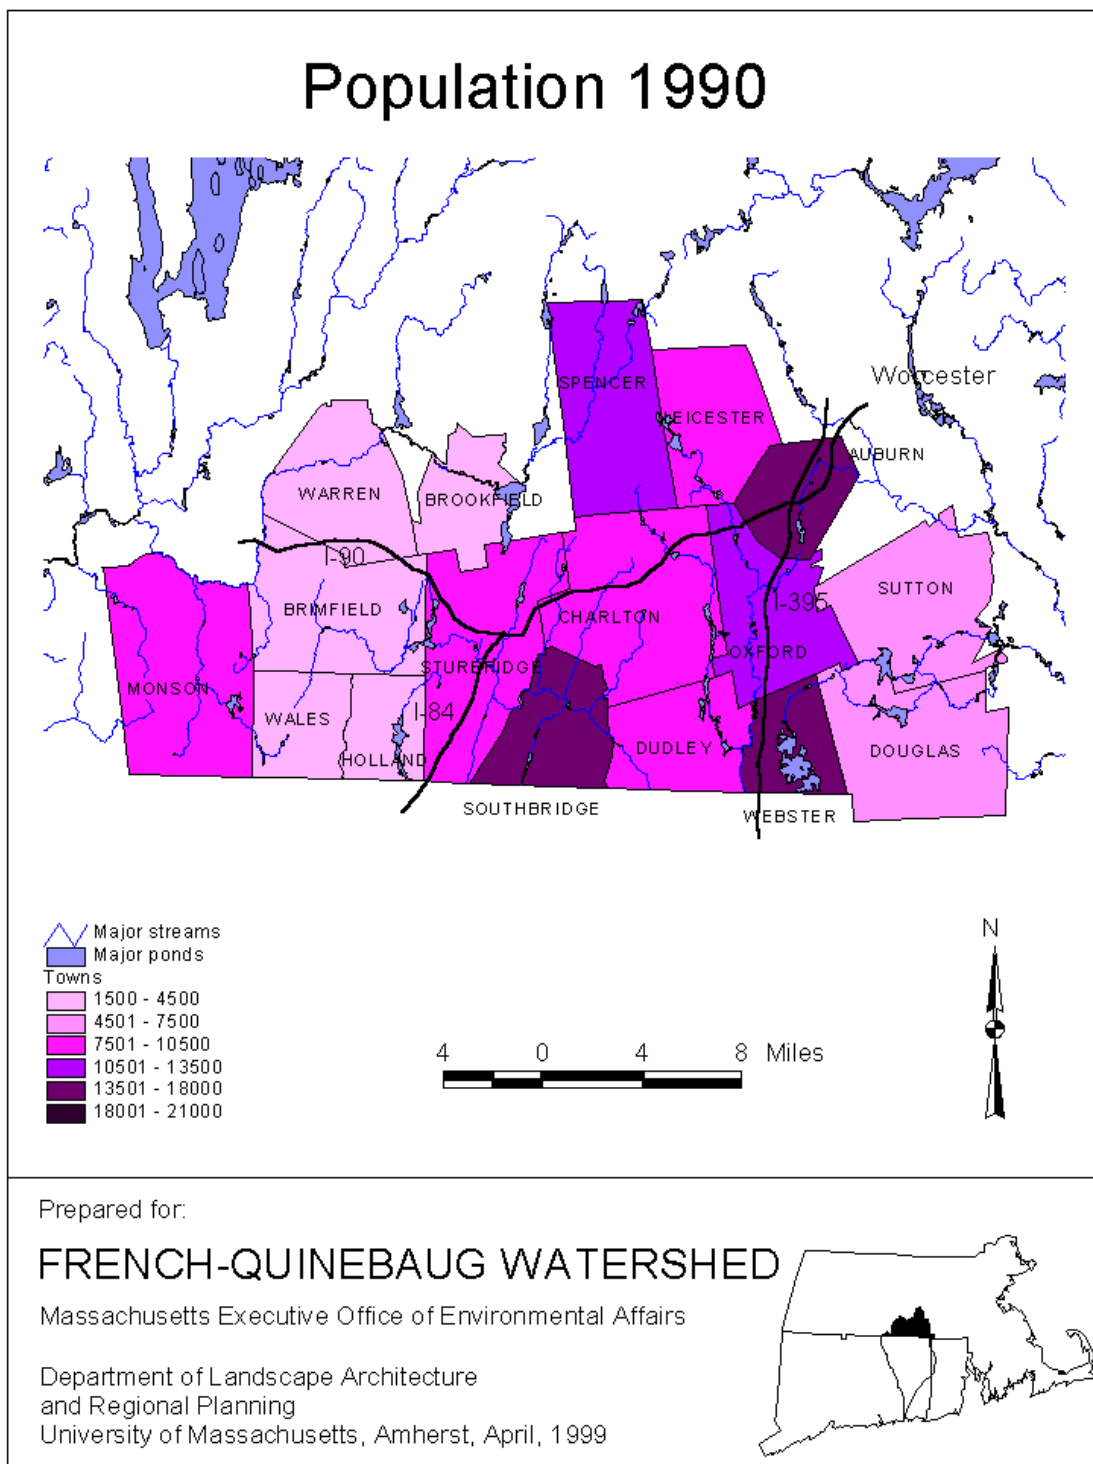 Population 1990
Worcester
SPENCER
LEICESTER
AUBURN
WARREN
BROOKFIELD
I-90
BRIMFIELD
CHARLTON
I-395
SUTTON
STURBRIDGE
OXFORD
MONSON
WALES
I-84
HOLLAND
DUDLEY
DOUGLAS
SOUTHBRIDGE
WEBSTER
Major streams
Major ponds
Towns
1500 - 4500
4501 - 7500
7501 - 10500
10501 - 13500
13501 - 18000
18001 - 21000
4 0 4 8 Miles
N
Prepared for:
FRENCH-QUINEBAUG WATERSHED
Massachusetts Executive Office of Environmental Affairs
Department of Landscape Architecture
and Regional Planning
University of Massachusetts, Amherst, April, 1999